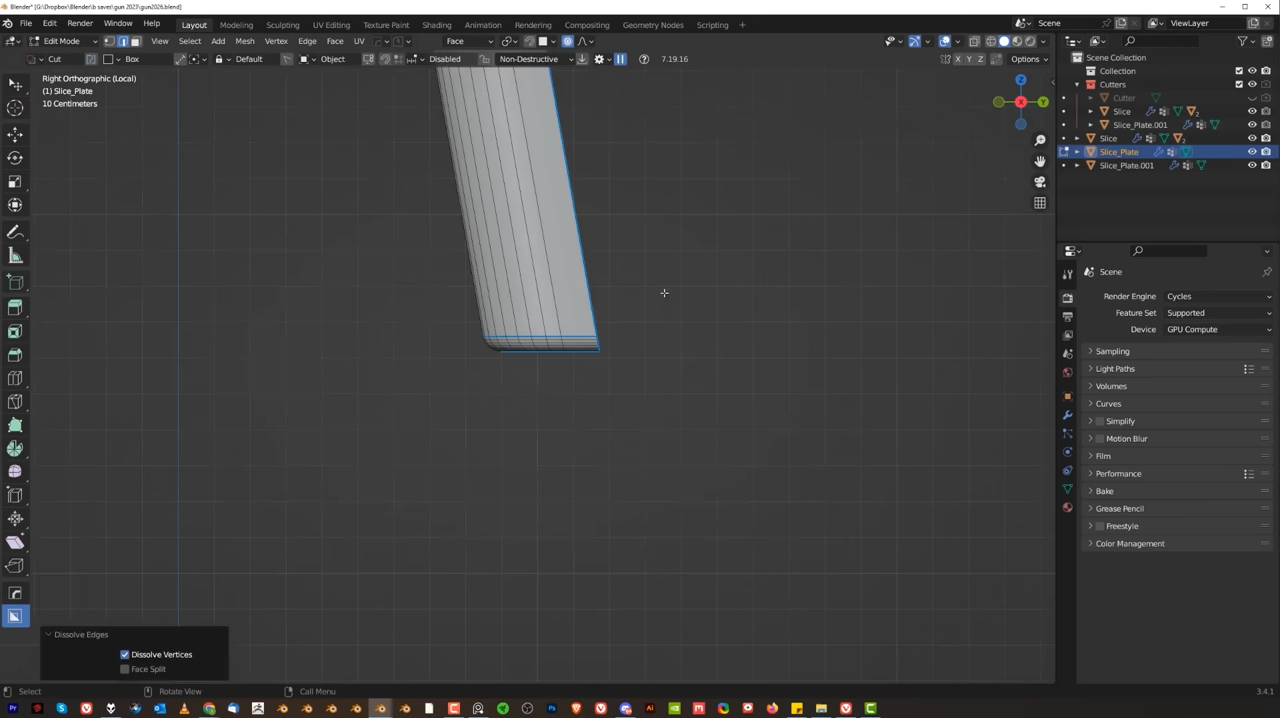 Blender* [G:\Dropbox\Blender\b saves\gun 2023\gun2026.blend]
File Edit Render Window Help Layout Modeling Sculpting UV Editing Texture Paint Shading Animation Rendering Compositing Geometry Nodes Scripting + Scene ViewLayer
Edit Mode View Select Add Mesh Vertex Edge Face UV Face Options
Cut Box Default Object Disabled Non-Destructive 7.19.16 X Y Z Options
Right Orthographic (Local)
(1) Slice_Plate
10 Centimeters
Z
X
Y
Scene Collection
Collection
Cutters
Cutter
Slice 2
Slice_Plate.001
Slice 2
Slice_Plate
Slice_Plate.001
Scene
Render Engine Cycles
Feature Set Supported
Device GPU Compute
Sampling
Light Paths
Volumes
Curves
Simplify
Motion Blur
Film
Performance
Bake
Grease Pencil
Freestyle
Color Management
Dissolve Edges
Dissolve Vertices
Face Split
Select Rotate View Call Menu 3.4.1